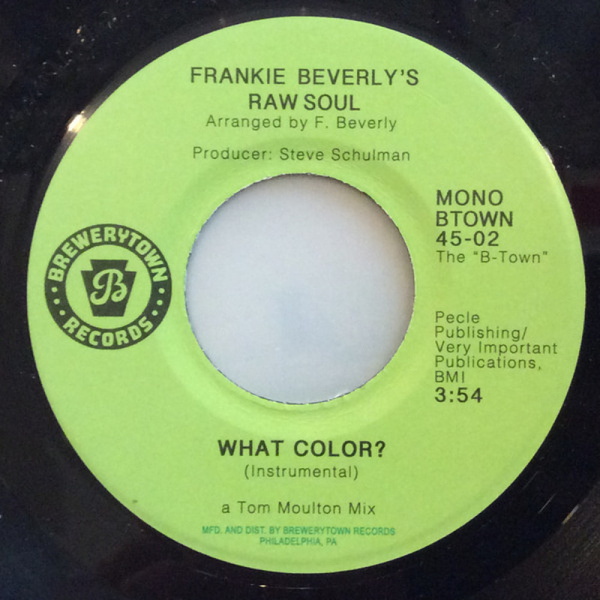 FRANKIE BEVERLY'S
RAW SOUL
Arranged by F. Beverly
Producer: Steve Schulman
MONO
BTOWN
45-02
The "B-Town"
BREWERYTOWN
B
RECORDS
Pecle
Publishing/
Very Important
Publications,
BMI
3:54
WHAT COLOR?
(Instrumental)
a Tom Moulton Mix
MFD. AND DIST. BY BREWERYTOWN RECORDS
PHILADELPHIA, PA